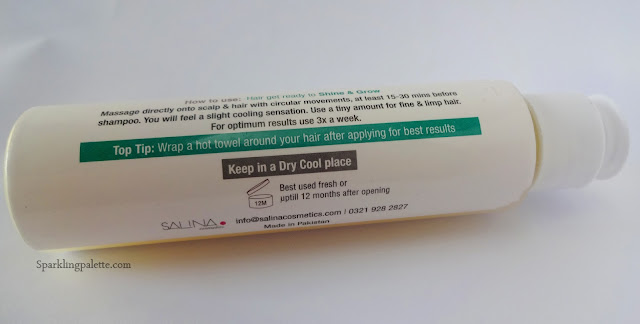 How to use: Hair get ready to Shine & Grow
Massage directly onto scalp & hair with circular movements, at least 15-30 mins before
shampoo. You will feel a slight cooling sensation. Use a tiny amount for fine & limp hair.
For optimum results use 3x a week.
Top Tip: Wrap a hot towel around your hair after applying for best results
Keep in a Dry Cool place
12M
Best used fresh or
uptill 12 months after opening
SALINA
info@salinacosmetics.com | 0321 928 2827
Made in Pakistan
Sparklingpalette.com